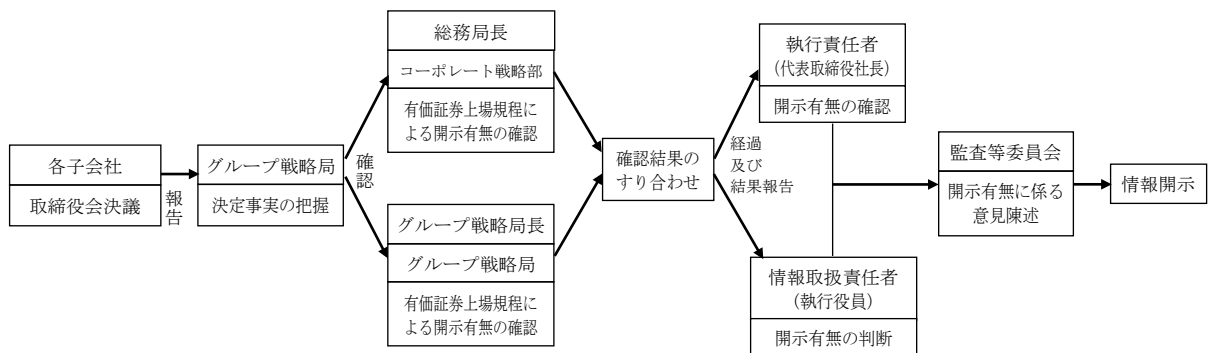 各子会社
取締役会決議
報告
グループ戦略局
決定事実の把握
確認
総務局長
コーポレート戦略部
有価証券上場規程に
よる開示有無の確認
グループ戦略局長
グループ戦略局
有価証券上場規程に
よる開示有無の確認
確認結果の
すり合わせ
経過
及び
結果報告
執行責任者
(代表取締役社長)
開示有無の確認
情報取扱責任者
(執行役員)
開示有無の判断
監査等委員会
開示有無に係る
意見陳述
情報開示